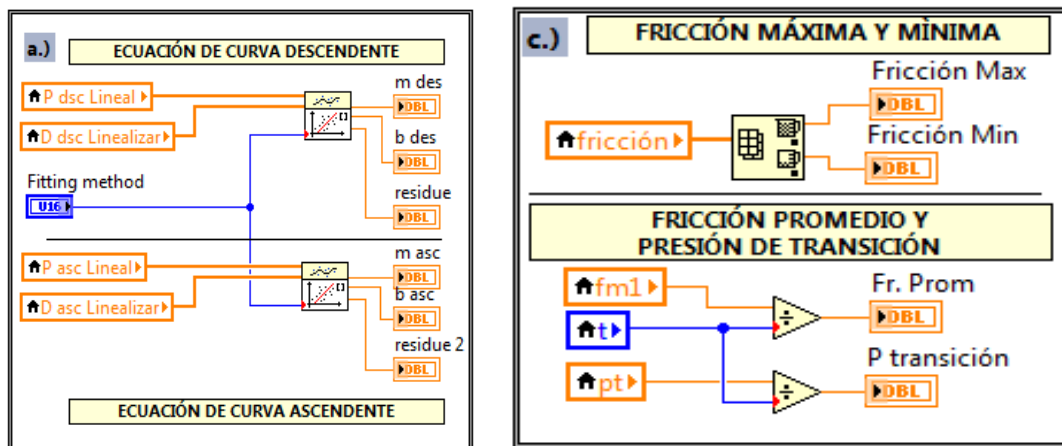 a.)
ECUACIÓN DE CURVA DESCENDENTE
P dsc Lineal
D dsc Linealizar
Fitting method
U16
m des
DBL
b des
DBL
residue
DBL
P asc Lineal
D asc Linealizar
m asc
DBL
b asc
DBL
residue 2
DBL
ECUACIÓN DE CURVA ASCENDENTE
c.)
FRICCIÓN MÁXIMA Y MÌNIMA
fricción
Fricción Max
DBL
Fricción Min
DBL
FRICCIÓN PROMEDIO Y
PRESIÓN DE TRANSICIÓN
fm1
t
pt
Fr. Prom
DBL
P transición
DBL